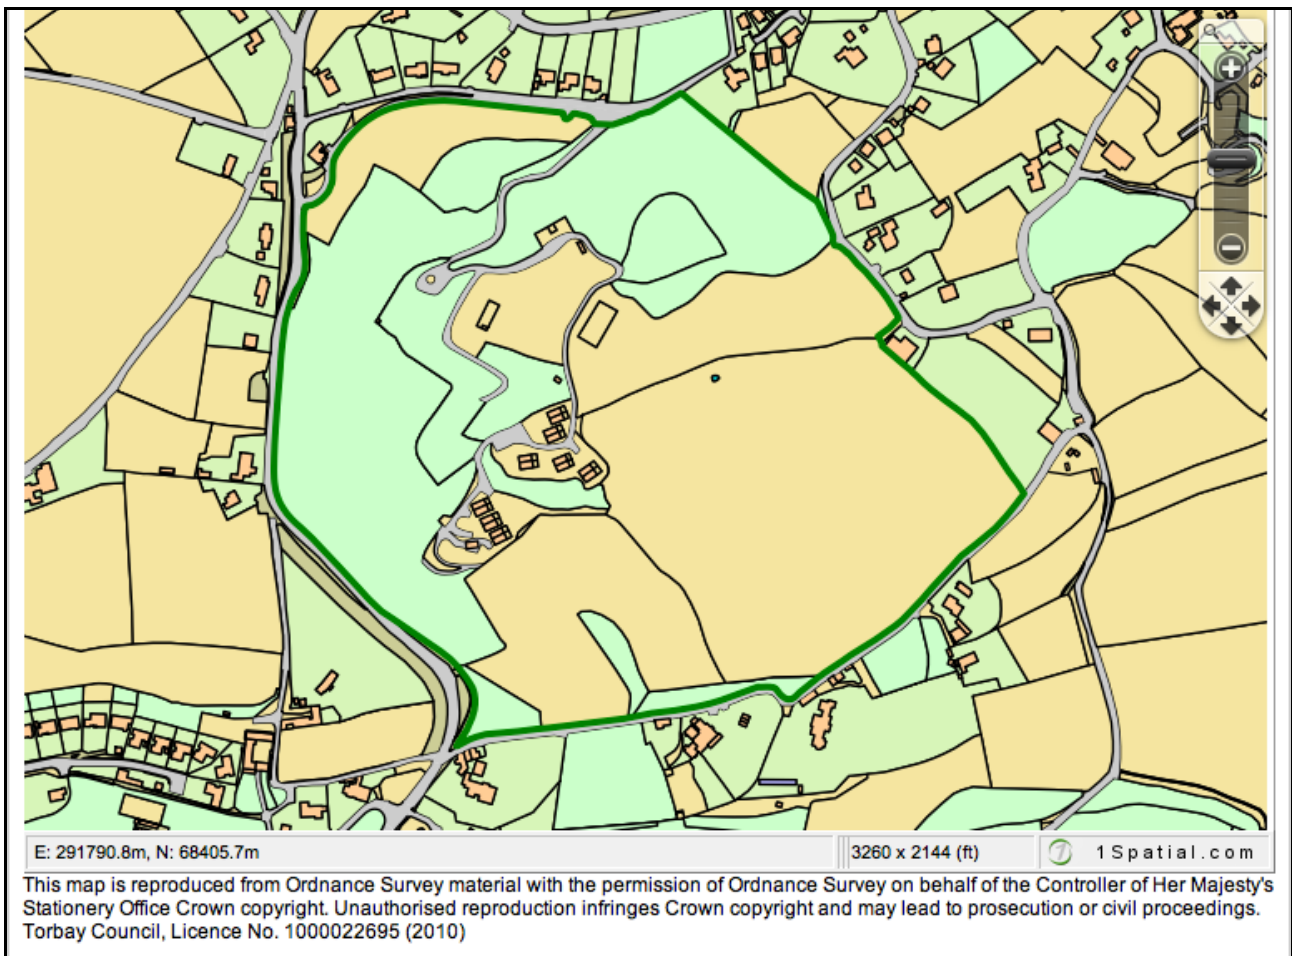 E: 291790.8m, N: 68405.7m
3260 x 2144 (ft)
1Spatial.com
This map is reproduced from Ordnance Survey material with the permission of Ordnance Survey on behalf of the Controller of Her Majesty's
Stationery Office Crown copyright. Unauthorised reproduction infringes Crown copyright and may lead to prosecution or civil proceedings.
Torbay Council, Licence No. 1000022695 (2010)